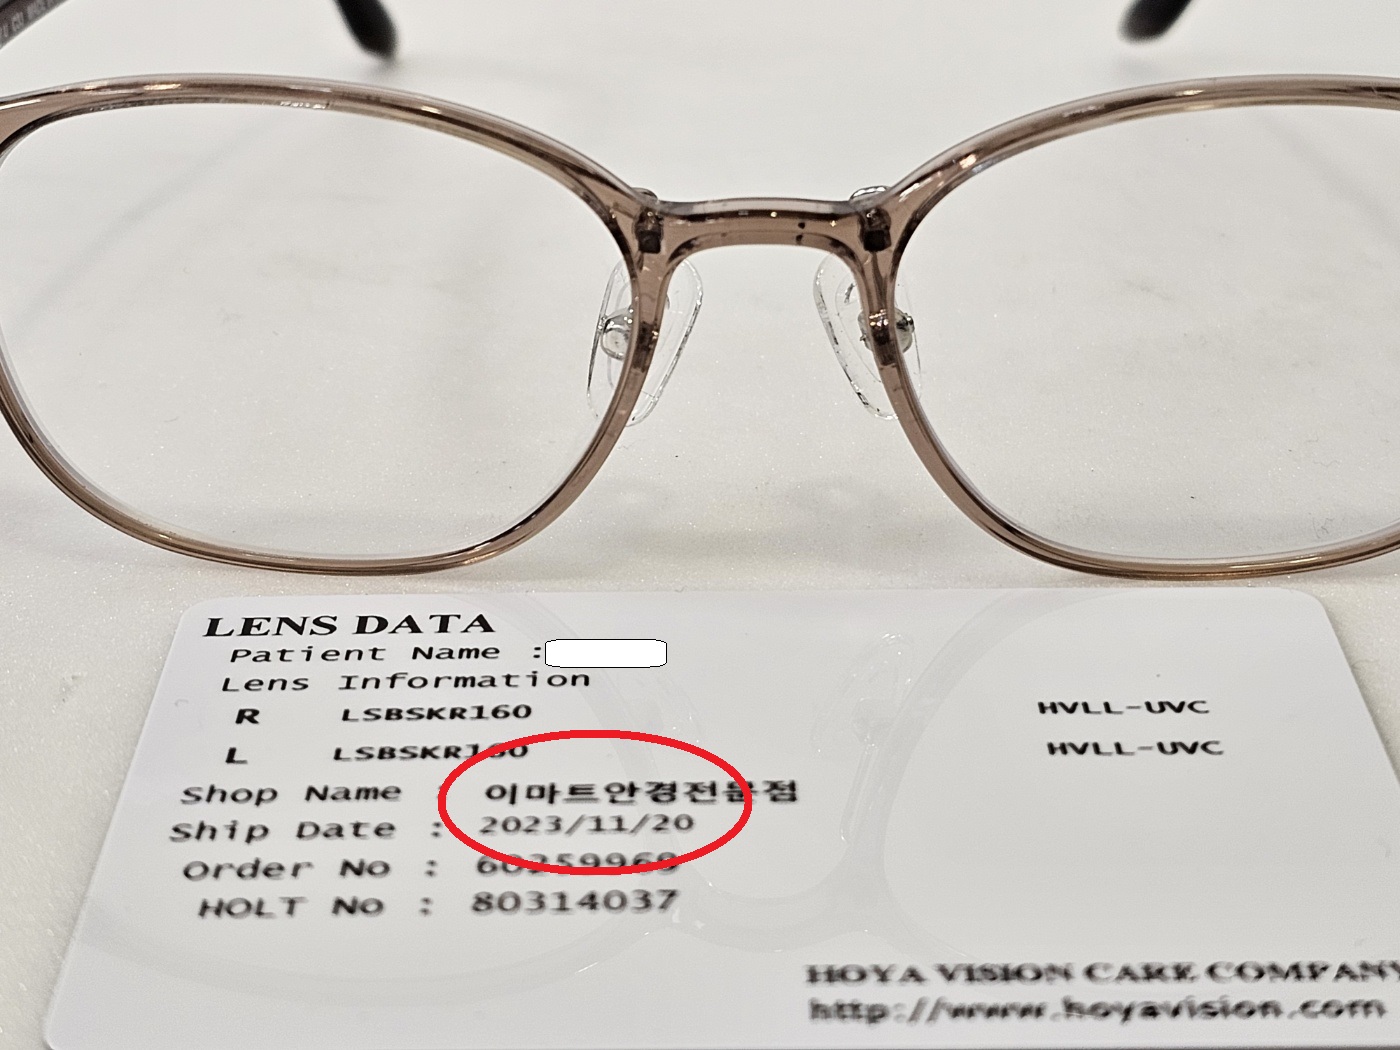 LENS DATA
Patient Name :
Lens Information
R LSBSKR160 HVLL-UVC
L LSBSKR160 HVLL-UVC
Shop Name : 이마트안경전문점
Ship Date : 2023/11/20
Order No : 60259969
HOLT No : 80314037
HOYA VISION CARE COMPANY
http://www.hoyavision.com